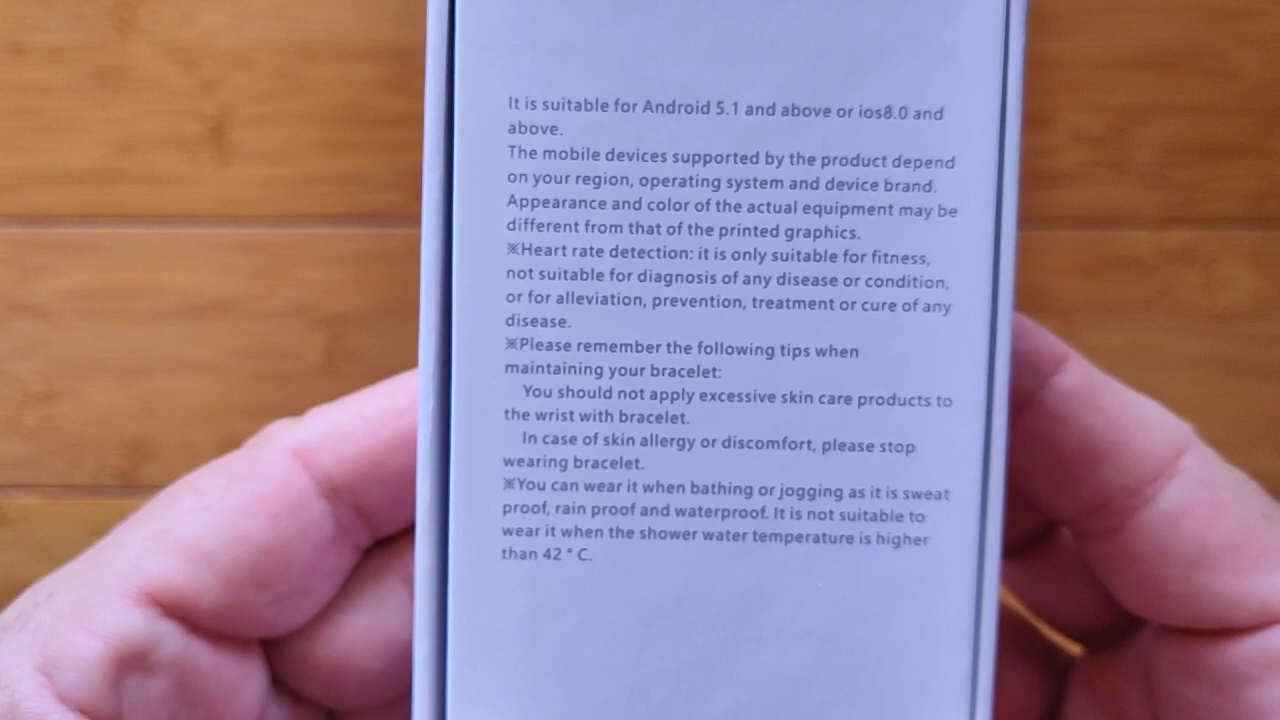 It is suitable for Android 5.1 and above or ios8.0 and
above.
The mobile devices supported by the product depend
on your region, operating system and device brand.
Appearance and color of the actual equipment may be
different from that of the printed graphics.
※Heart rate detection: it is only suitable for fitness,
not suitable for diagnosis of any disease or condition,
or for alleviation, prevention, treatment or cure of any
disease.
※Please remember the following tips when
maintaining your bracelet:
You should not apply excessive skin care products to
the wrist with bracelet.
In case of skin allergy or discomfort, please stop
wearing bracelet.
※You can wear it when bathing or jogging as it is sweat
proof, rain proof and waterproof. It is not suitable to
wear it when the shower water temperature is higher
than 42 ° C.